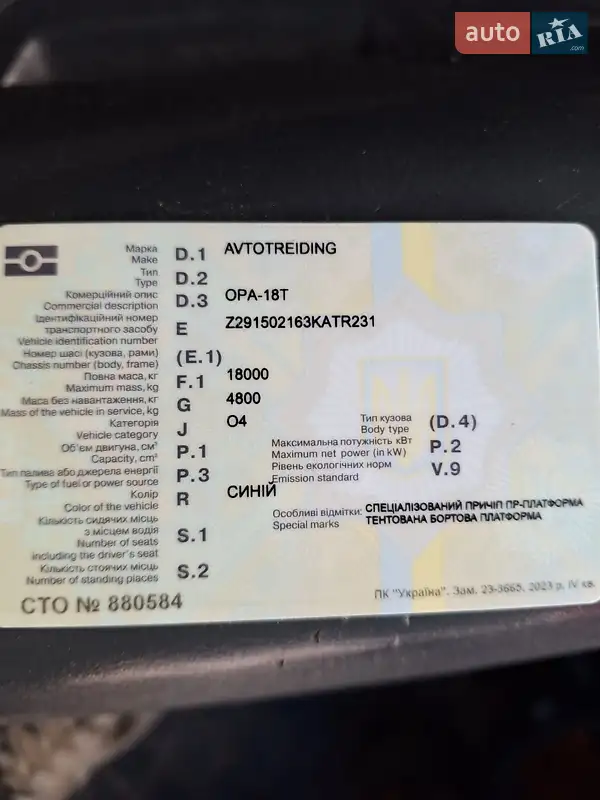 auto RIA .com
Марка D.1 AVTOTREIDING
Make
Тип D.2
Type
Комерційний опис D.3 ОРА-18Т
Commercial description
Ідентифікаційний номер
транспортного засобу E Z291502163KATR231
Vehicle identification number
Номер шасі (кузова, рами) (E.1)
Chassis number (body, frame)
Повна маса, кг F.1 18000
Maximum mass, kg
Маса без навантаження, кг G 4800
Mass of the vehicle in service, kg
Категорія J O4
Vehicle category
Об'єм двигуна, см³ P.1
Capacity, cm³
Тип палива або джерела енергії P.3
Type of fuel or power source
Колір R СИНІЙ
Color of the vehicle
Кількість сидячих місць
з місцем водія S.1
Number of seats
including the driver's seat
Кількість стоячих місць S.2
Number of standing places
Тип кузова (D.4)
Body type
Максимальна потужність кВт P.2
Maximum net power (in kW)
Рівень екологічних норм V.9
Emission standard
Особливі відмітки: СПЕЦІАЛІЗОВАНИЙ ПРИЧІП ПР-ПЛАТФОРМА
Special marks ТЕНТОВАНА БОРТОВА ПЛАТФОРМА
СТО № 880584
ПК "Україна". Зам. 23-3665. 2023 р. IV кв.